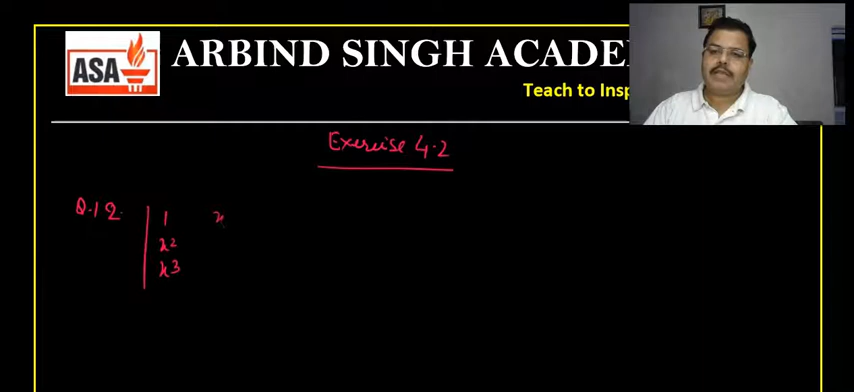 ASA
ARBIND SINGH ACADE
Teach to Insp
Exercise 4.2
Q.12. 1 x
x2
x3